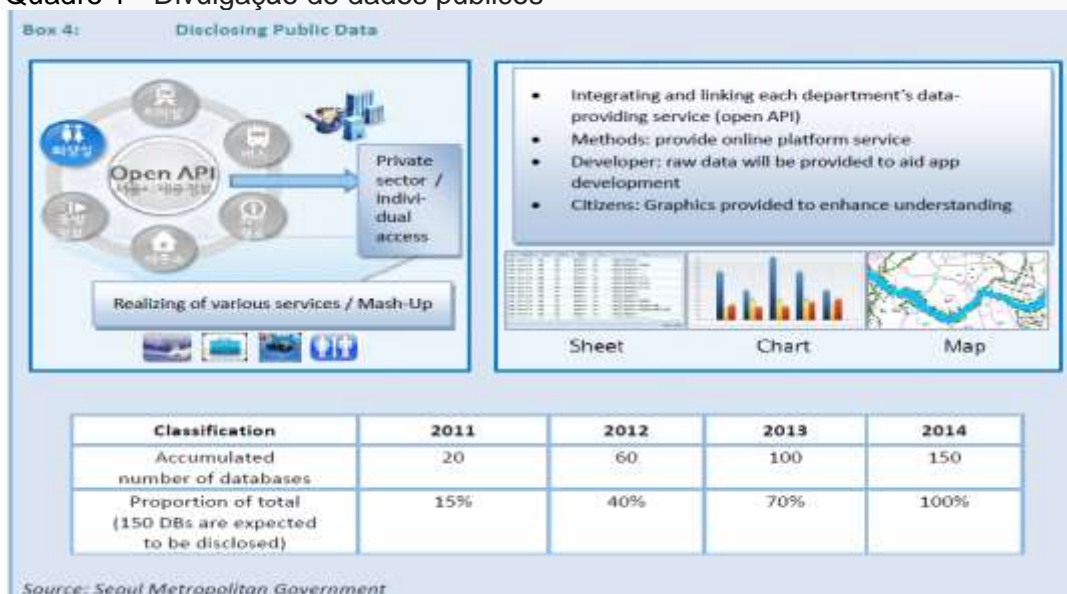 Quadro 1 - Divulgação de dados públicos
Box 4: Disclosing Public Data
Open API
Private
sector /
indivi-
dual
access
Realizing of various services / Mash-Up
• Integrating and linking each department's data-
providing service (open API)
• Methods: provide online platform service
• Developer: raw data will be provided to aid app
development
• Citizens: Graphics provided to enhance understanding
Sheet Chart Map
Classification 2011 2012 2013 2014
Accumulated
number of databases
20 60 100 150
Proportion of total
(150 DBs are expected
to be disclosed)
15% 40% 70% 100%
Source: Seoul Metropolitan Government